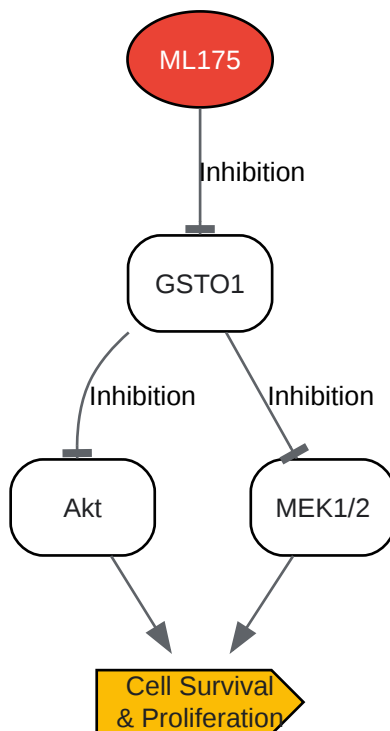 ML175
Inhibition
GSTO1
Inhibition
Inhibition
Akt
MEK1/2
Cell Survival
& Proliferation